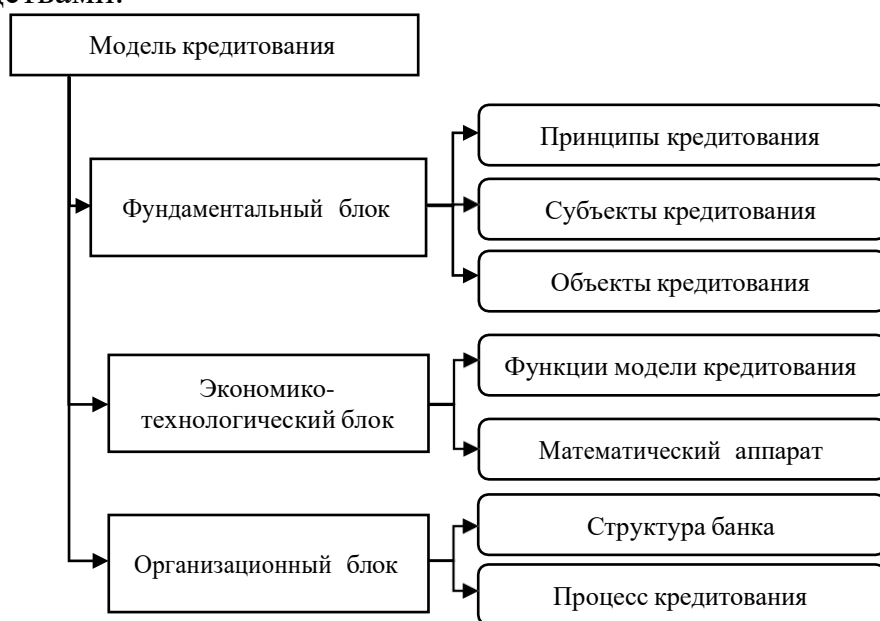 Модель кредитования
Принципы кредитования
Фундаментальный блок
Субъекты кредитования
Объекты кредитования
Экономико-
технологический блок
Функции модели кредитования
Математический аппарат
Организационный блок
Структура банка
Процесс кредитования